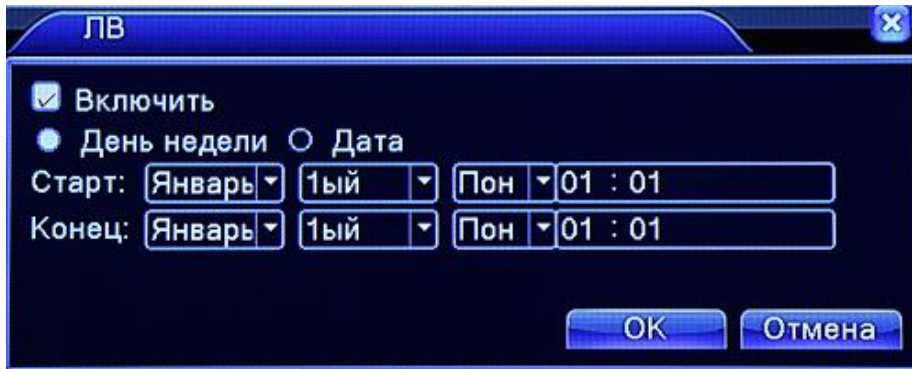 ЛВ
Включить
День недели Дата
Старт: Январь 1ый Пон 01 : 01
Конец: Январь 1ый Пон 01 : 01
OK Отмена